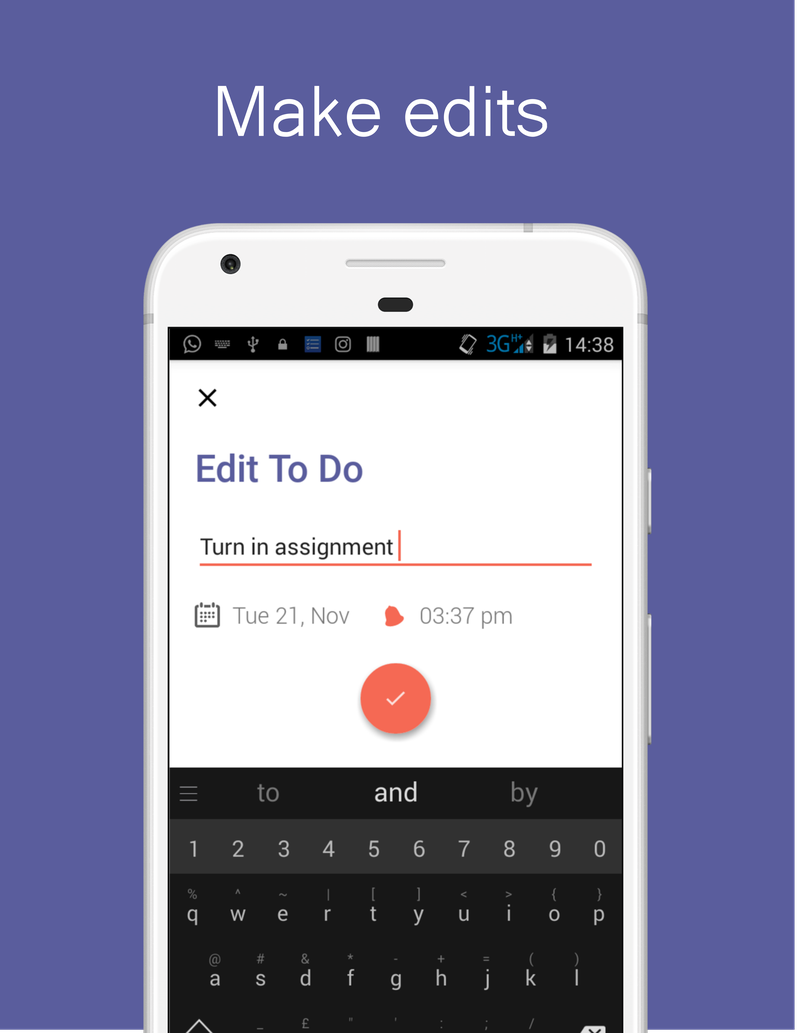 Make edits
3G H+ 14:38
Edit To Do
Turn in assignment
Tue 21, Nov 03:37 pm
to and by
1 2 3 4 5 6 7 8 9 0
% ^ ~ | [ ] < > { }
q w e r t y u i o p
@ # & * - + = ( )
a s d f g h j k l
_ £ " ' : ; /